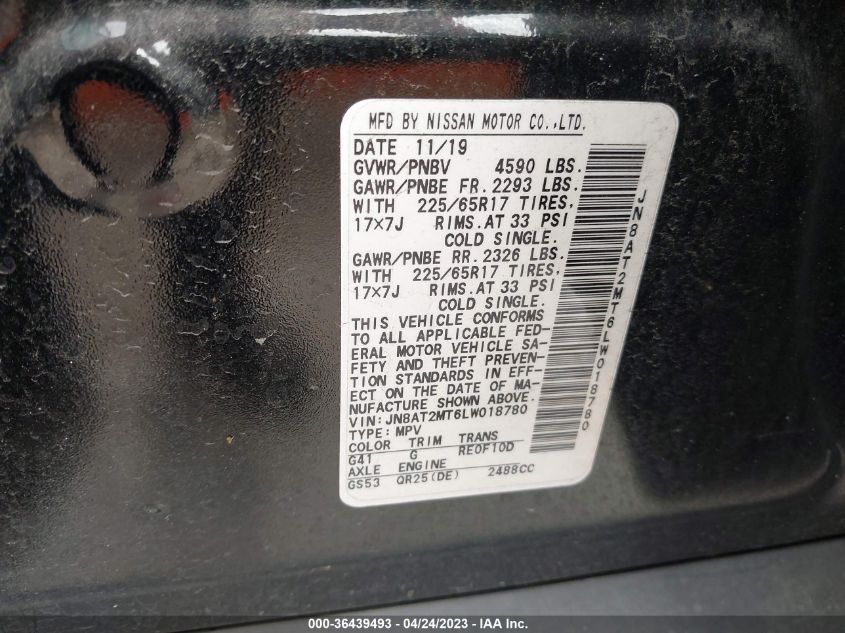 MFD BY NISSAN MOTOR CO.,LTD.
DATE 11/19
GVWR/PNBV 4590 LBS.
GAWR/PNBE FR. 2293 LBS.
WITH 225/65R17 TIRES,
17×7J RIMS.AT 33 PSI
COLD SINGLE.
GAWR/PNBE RR. 2326 LBS.
WITH 225/65R17 TIRES,
17×7J RIMS.AT 33 PSI
COLD SINGLE.
THIS VEHICLE CONFORMS
TO ALL APPLICABLE FED-
ERAL MOTOR VEHICLE SA-
FETY AND THEFT PREVEN-
TION STANDARDS IN EFF-
ECT ON THE DATE OF MA-
NUFACTURE SHOWN ABOVE.
VIN: JN8AT2MT6LW018780
TYPE: MPV
COLOR TRIM TRANS
G41 G RE0F10D
AXLE ENGINE
GS53 QR25(DE) 2488CC
JN8AT2MT6LW018780
000-36439493 - 04/24/2023 - IAA Inc.